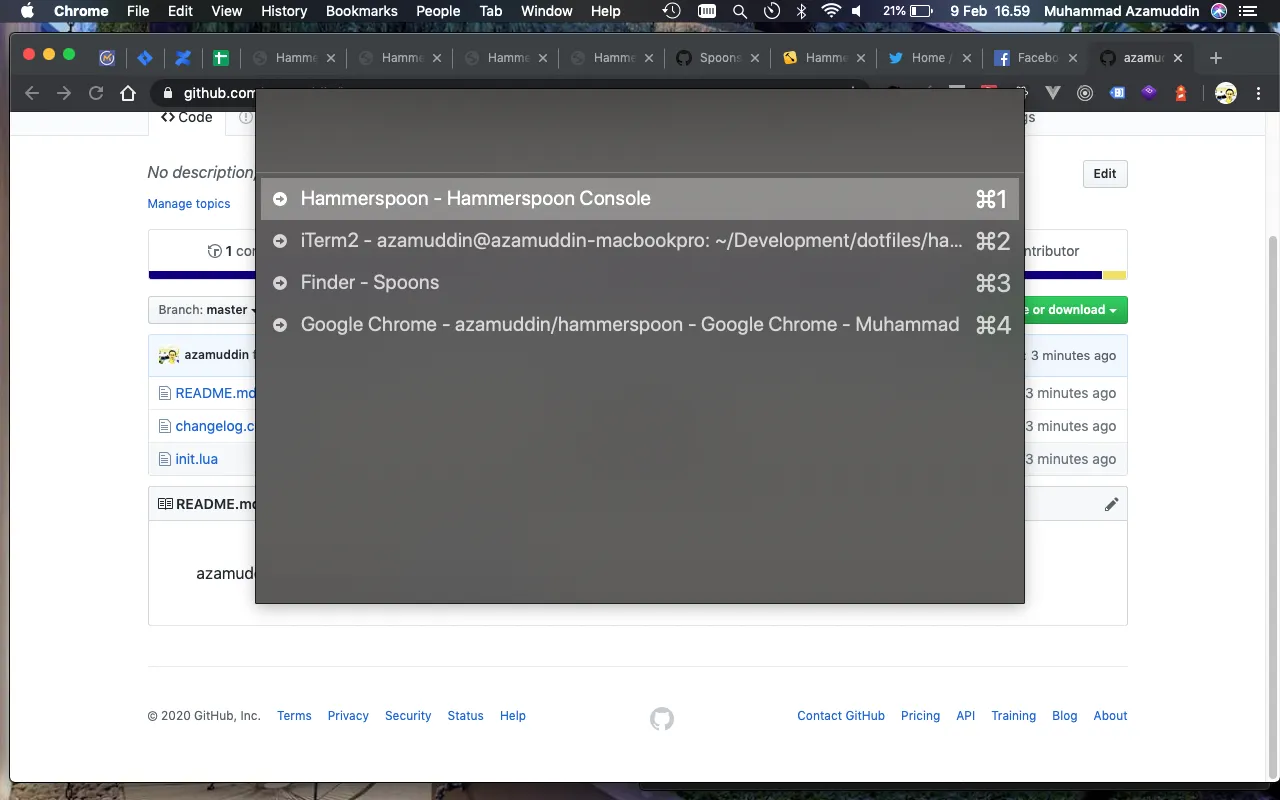 Chrome File Edit View History Bookmarks People Tab Window Help 21% 9 Feb 16.59 Muhammad Azamuddin
Hamme Hamme Hamme Hamme Spoons Hamme Home / Facebo azamu
github.com
Code
gs
No description,
Edit
Manage topics
1 co
ntributor
Branch: master
e or download
azamuddin
3 minutes ago
README.md
3 minutes ago
changelog.c
3 minutes ago
init.lua
3 minutes ago
README.md
azamud
Hammerspoon - Hammerspoon Console ⌘1
iTerm2 - azamuddin@azamuddin-macbookpro: ~/Development/dotfiles/ha... ⌘2
Finder - Spoons ⌘3
Google Chrome - azamuddin/hammerspoon - Google Chrome - Muhammad ⌘4
© 2020 GitHub, Inc. Terms Privacy Security Status Help Contact GitHub Pricing API Training Blog About